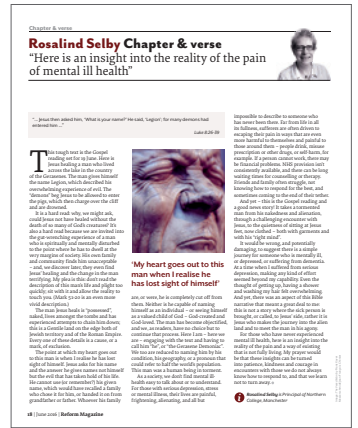 Chapter & verse
Rosalind Selby Chapter & verse
“Here is an insight into the reality of the pain
of mental ill health”
“... Jesus then asked him, ‘What is your name?’ He said, ‘Legion’; for many demons had
entered him ...”
Luke 8:26-39
This tough text is the Gospel
reading set for 19 June. Here is
Jesus healing a man who lived
across the lake in the country
of the Gerasenes. The man gives himself
the name Legion, which described his
overwhelming experience of evil. The
“demons” beg Jesus to be allowed to enter
the pigs, which then charge over the cliff
and are drowned.
It is a hard read: why, we might ask,
could Jesus not have healed without the
death of so many of God’s creatures? It’s
also a hard read because we are invited into
the gut-wrenching experience of a man
who is spiritually and mentally disturbed
to the point where he has to dwell at the
very margins of society. His own family
and community finds him unacceptable
– and, we discover later, they even find
Jesus’ healing and the change in the man
terrifying. My plea is this: don’t read the
description of this man’s life and plight too
quickly; sit with it and allow the reality to
touch you. (Mark 5:1-20 is an even more
vivid description.)
The man Jesus heals is “possessed”,
naked, lives amongst the tombs and has
experienced attempts to chain him down;
this is a Gentile land on the edge both of
Jewish territory and of the Roman Empire.
Every one of these details is a cause, or a
mark, of exclusion.
The point at which my heart goes out
to this man is when I realise he has lost
sight of himself. Jesus asks for his name
and the answer he gives names not himself
but the evil that has taken hold of his life.
He cannot use (or remember?) his given
name, which would have recalled a family
who chose it for him, or handed it on from
grandfather or father. Whoever his family
‘My heart goes out to this
man when I realise he
has lost sight of himself’
are, or were, he is completely cut off from
them. Neither is he capable of naming
himself as an individual – or seeing himself
as a valued child of God – God-created and
God-loved. The man has become objectified,
and we, as readers, have no choice but to
continue that process. Here I am – here we
are – engaging with the text and having to
call him “he”, or “the Gerasene Demoniac”.
We too are reduced to naming him by his
condition, his geography, or a pronoun that
could refer to half the world’s population.
This man was a human being in torment.
As a society, we don’t find mental ill-
health easy to talk about or to understand.
For those with serious depression, stress
or mental illness, their lives are painful,
frightening, alienating, and all but
impossible to describe to someone who
has never been there. Far from life in all
its fullness, sufferers are often driven to
escaping their pain in ways that are even
more harmful to themselves and painful to
those around them – people drink, misuse
prescription or other drugs, or self-harm, for
example. If a person cannot work, there may
be financial problems. NHS provision isn’t
consistently available, and there can be long
waiting times for counselling or therapy.
Friends and family often struggle, not
knowing how to respond for the best, and
sometimes coming to the end of their tether.
And yet – this is the Gospel reading and
a good news story! It takes a tormented
man from his nakedness and alienation,
through a challenging encounter with
Jesus, to the quietness of sitting at Jesus’
feet, now clothed – both with garments and
with his “right mind”.
It would be wrong, and potentially
damaging, to suggest there is a simple
journey for someone who is mentally ill,
or depressed, or suffering from dementia.
At a time when I suffered from serious
depression, making any kind of effort
seemed beyond my capability. Even the
thought of getting up, having a shower
and washing my hair felt overwhelming.
And yet, there was an aspect of this Bible
narrative that meant a great deal to me:
this is not a story where the sick person is
brought, or called, to Jesus’ side, rather it is
Jesus who makes the journey into the alien
land and to meet the man in his agony.
For those who have never experienced
mental ill health, here is an insight into the
reality of the pain and a way of existing
that is not fully living. My prayer would
be that these insights can be turned
into patience, kindness and courage in
encounters with those we do not always
know how to respond to, and that we learn
not to turn away.
Rosalind Selby is Principal of Northern
College, Manchester
18 | June 2016 | Reform Magazine